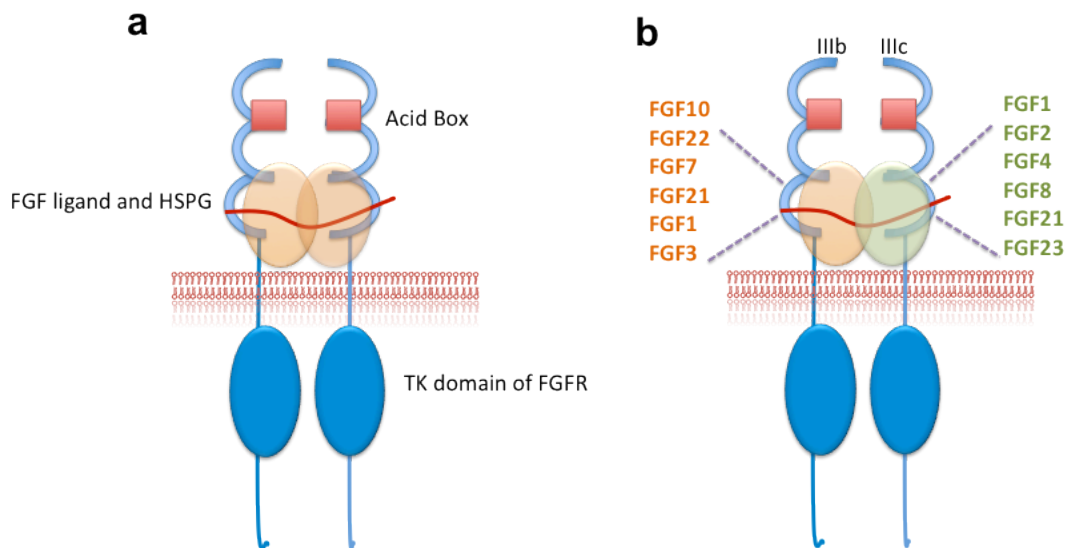 a
Acid Box
FGF ligand and HSPG
TK domain of FGFR
b
IIIb
IIIc
FGF10
FGF22
FGF7
FGF21
FGF1
FGF3
FGF1
FGF2
FGF4
FGF8
FGF21
FGF23